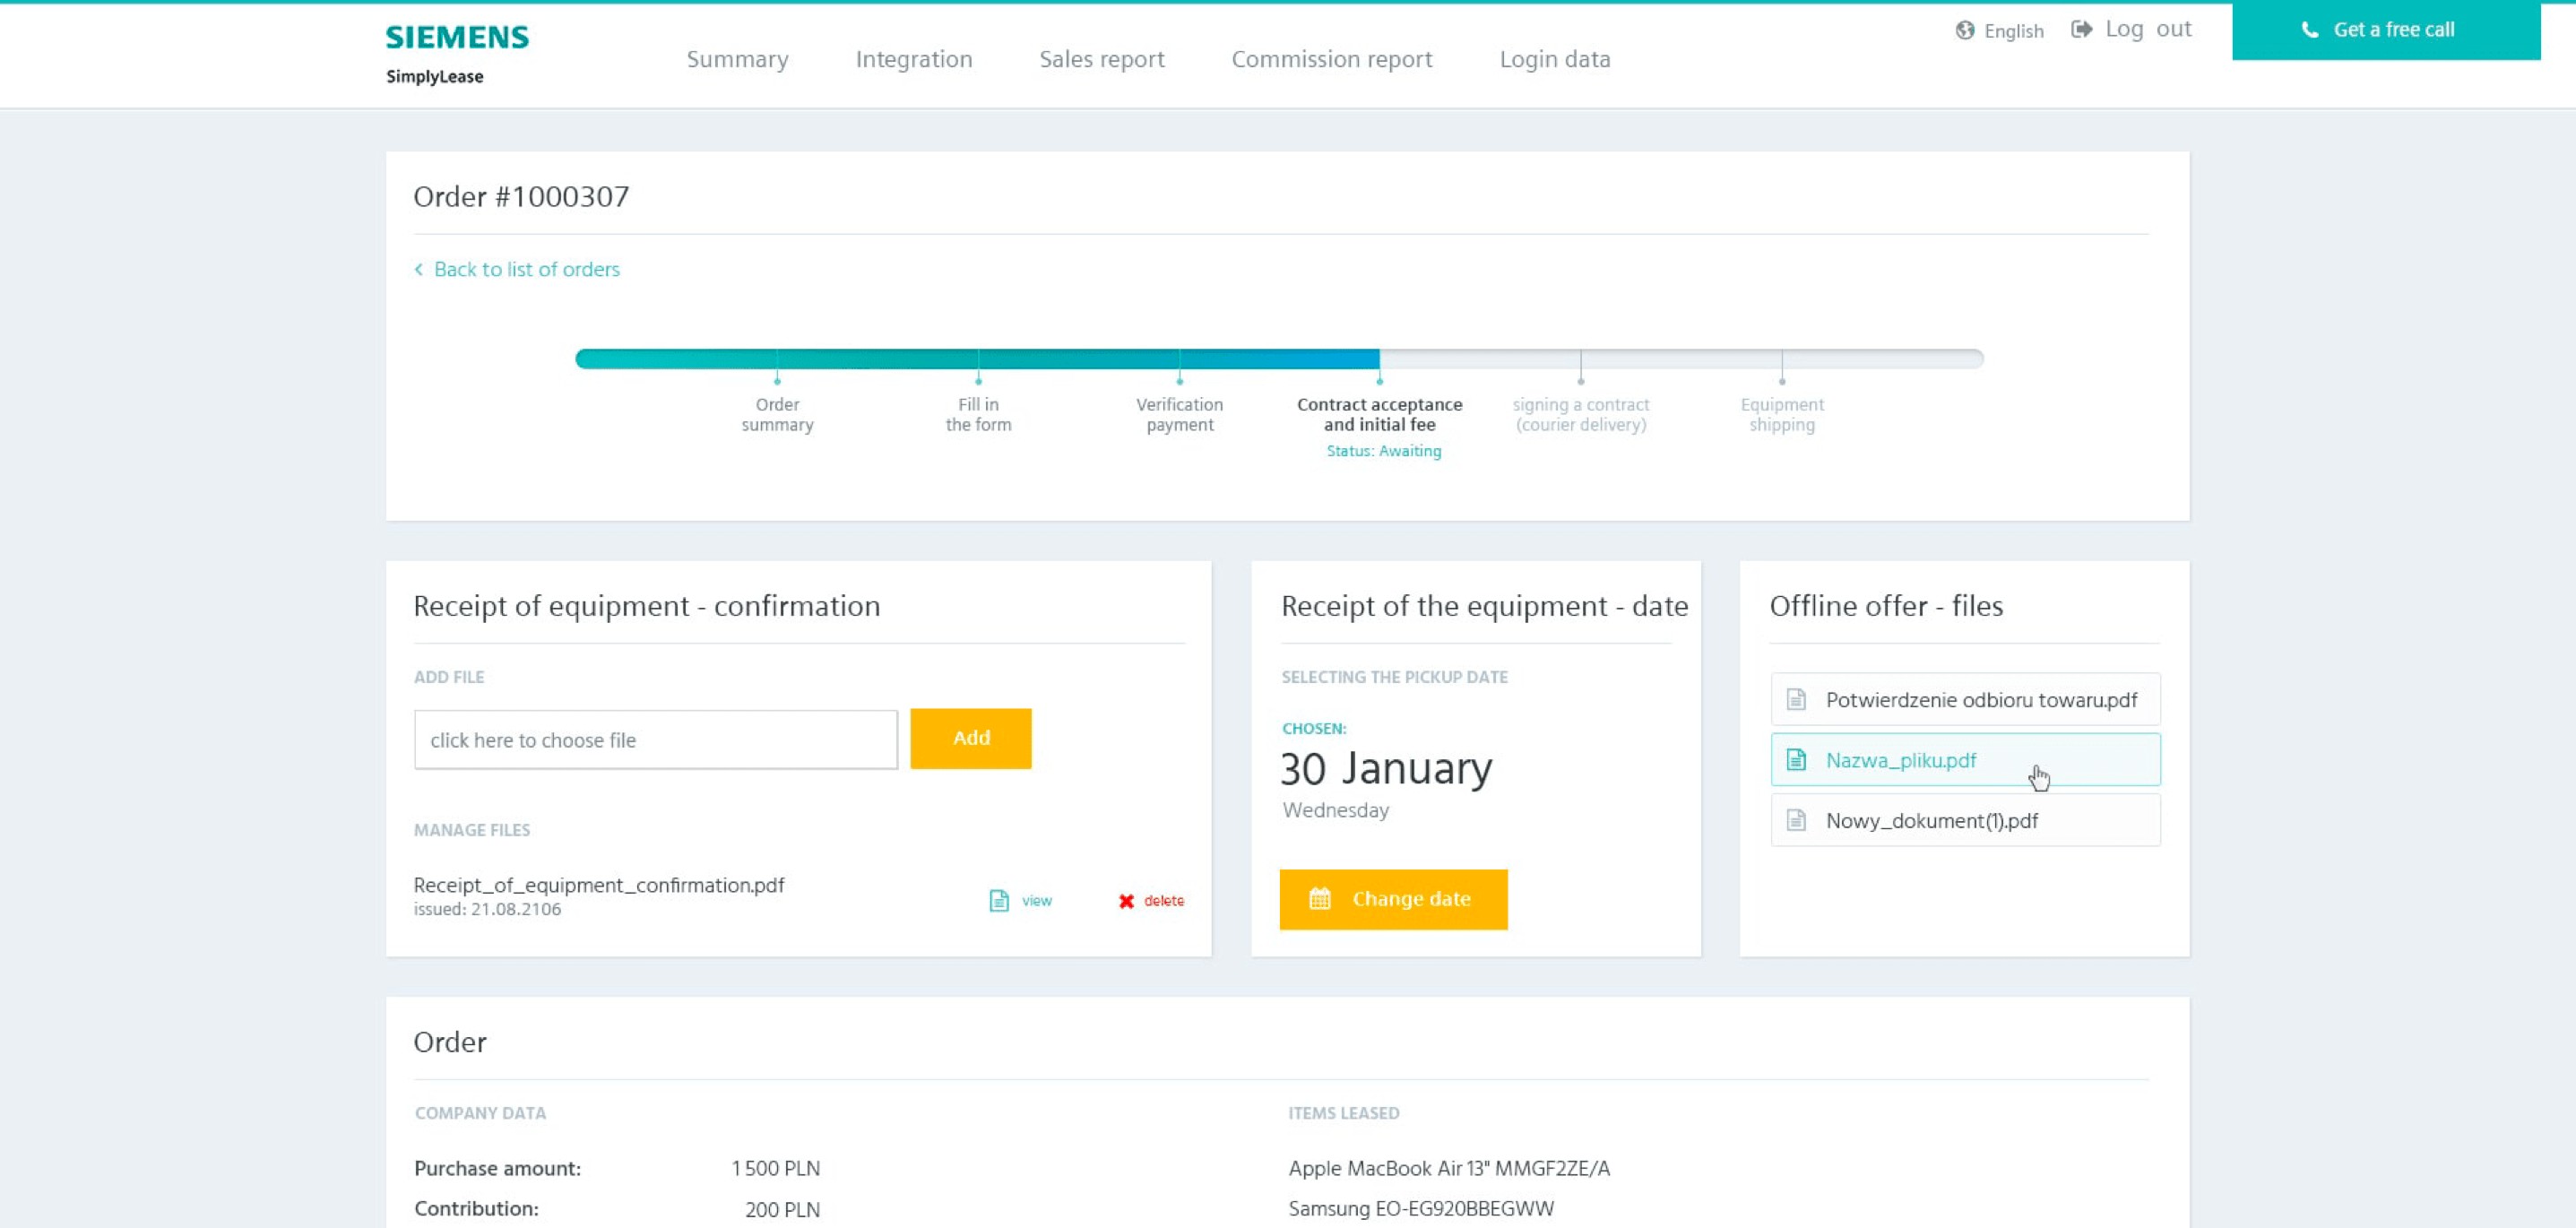 SIEMENS
SimplyLease
Summary
Integration
Sales report
Commission report
Login data
English
Log out
Get a free call
Order #1000307
Back to list of orders
Order
summary
Fill in
the form
Verification
payment
Contract acceptance
and initial fee
Status: Awaiting
signing a contract
(courier delivery)
Equipment
shipping
Receipt of equipment - confirmation
ADD FILE
click here to choose file
Add
MANAGE FILES
Receipt_of_equipment_confirmation.pdf
issued: 21.08.2106
view
delete
Receipt of the equipment - date
SELECTING THE PICKUP DATE
CHOSEN:
30 January
Wednesday
Change date
Offline offer - files
Potwierdzenie odbioru towaru.pdf
Nazwa_pliku.pdf
Nowy_dokument(1).pdf
Order
COMPANY DATA
Purchase amount: 1 500 PLN
Contribution: 200 PLN
ITEMS LEASED
Apple MacBook Air 13" MMGF2ZE/A
Samsung EO-EG920BBEGWW